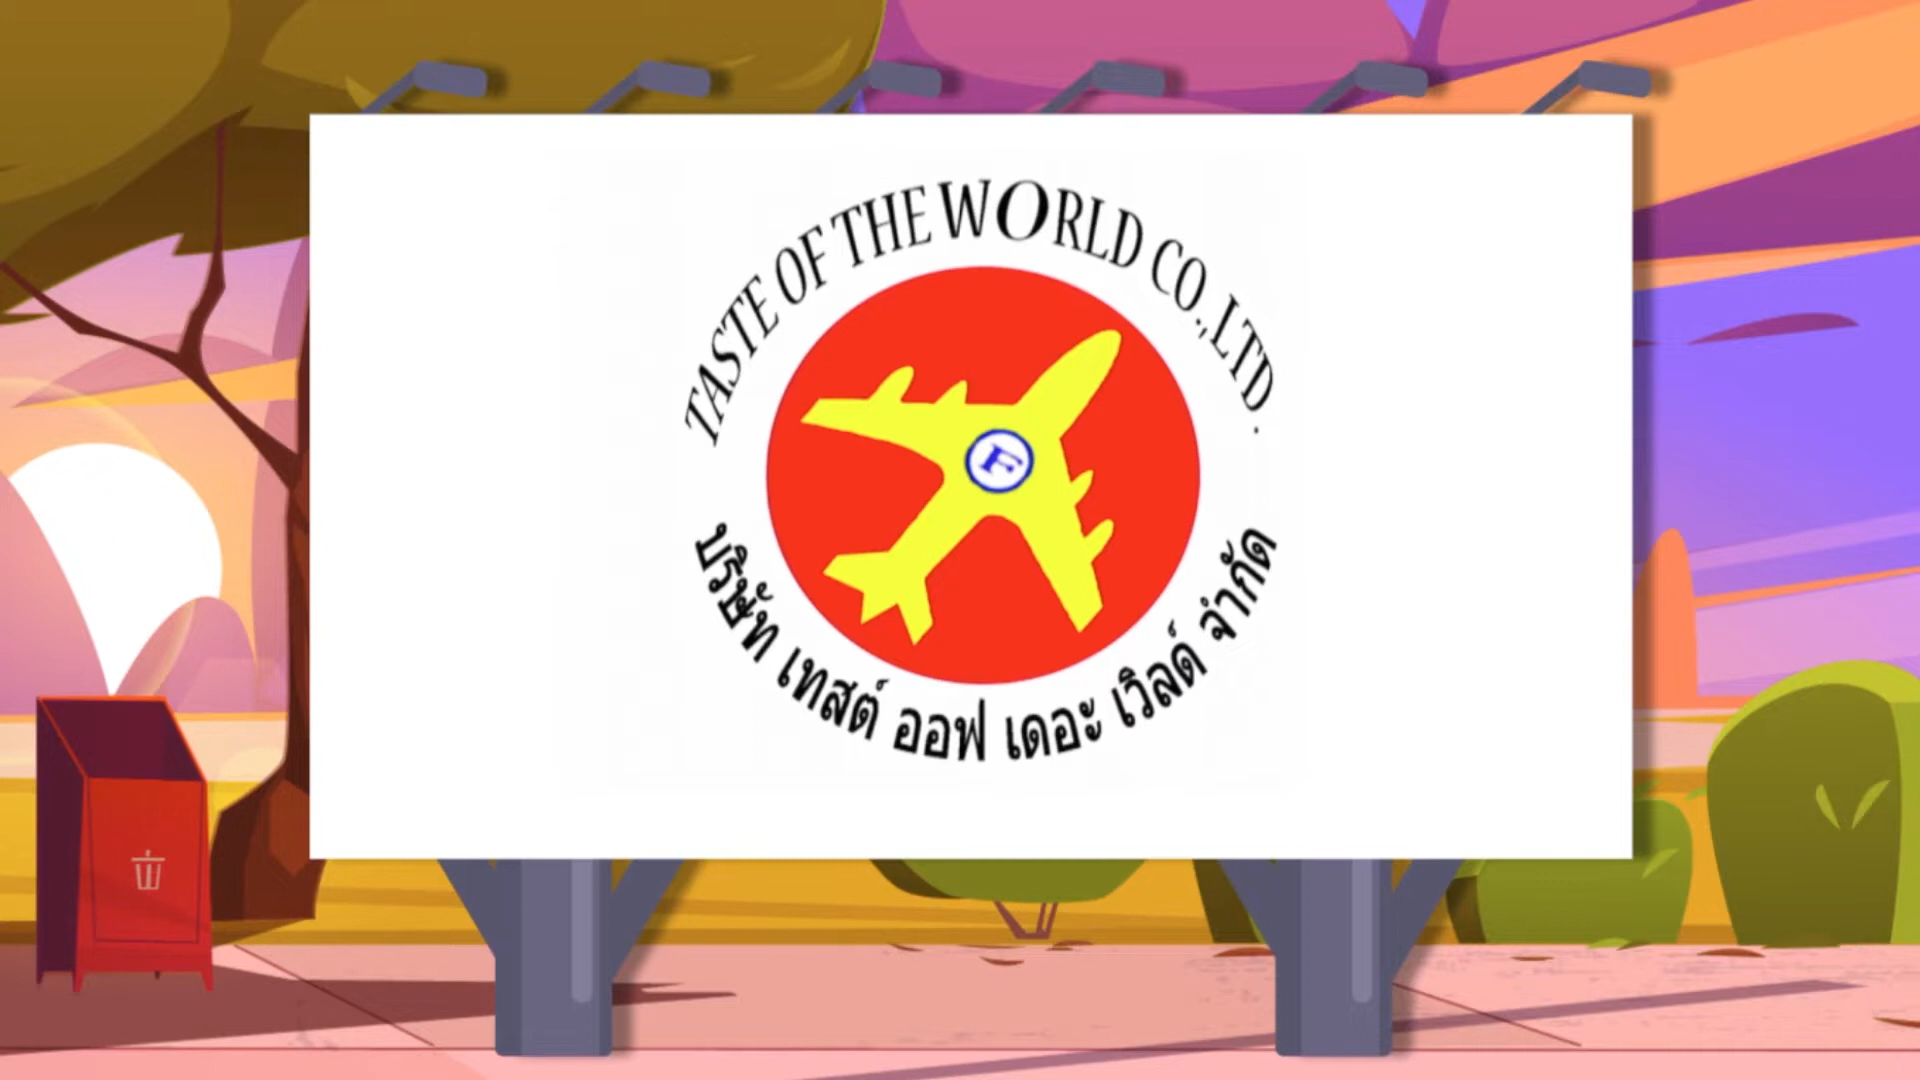 TASTE OF THE WORLD CO.,LTD.
F
บริษัท เทสต์ ออฟ เดอะ เวิลด์ จำกัด